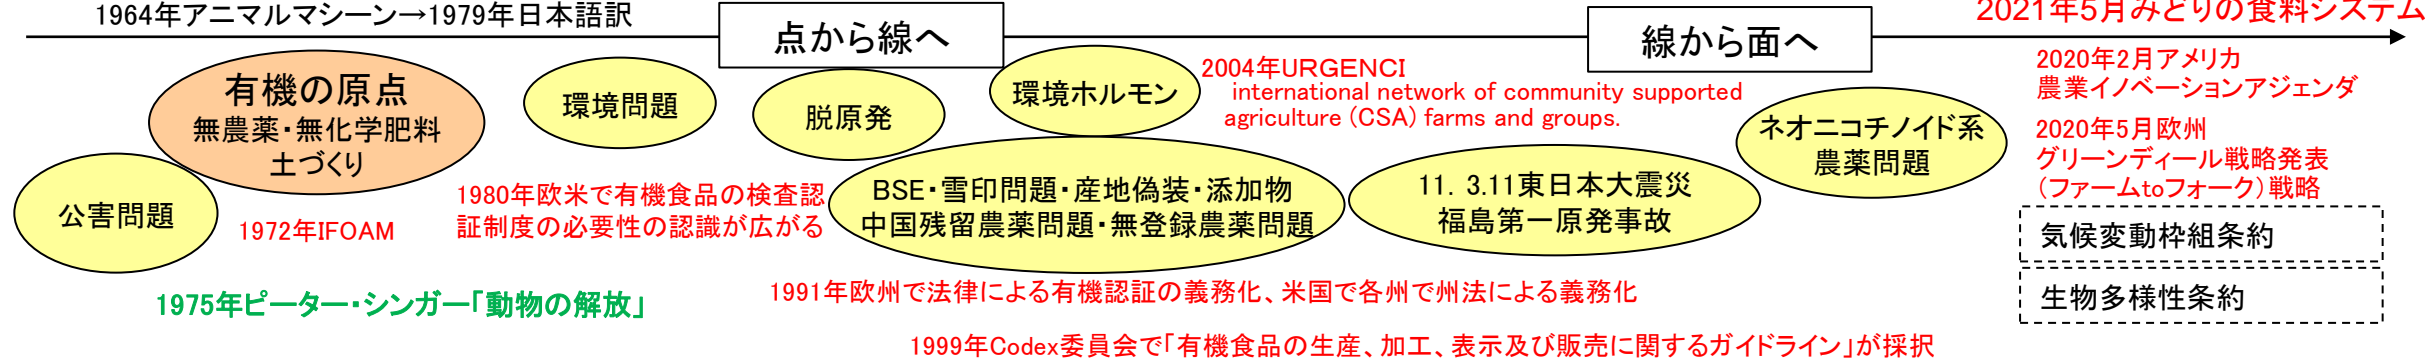 1964年アニマルマシーン→1979年日本語訳
点から線へ
線から面へ
2021年5月みどりの食料システム
有機の原点
無農薬・無化学肥料
土づくり
公害問題
1972年IFOAM
1975年ピーター・シンガー「動物の解放」
環境問題
1980年欧米で有機食品の検査認
証制度の必要性の認識が広がる
脱原発
環境ホルモン
2004年URGENCI
international network of community supported
agriculture (CSA) farms and groups.
BSE・雪印問題・産地偽装・添加物
中国残留農薬問題・無登録農薬問題
11. 3.11東日本大震災
福島第一原発事故
ネオニコチノイド系
農薬問題
2020年2月アメリカ
農業イノベーションアジェンダ
2020年5月欧州
グリーンディール戦略発表
(ファームtoフォーク)戦略
気候変動枠組条約
生物多様性条約
1991年欧州で法律による有機認証の義務化、米国で各州で州法による義務化
1999年Codex委員会で「有機食品の生産、加工、表示及び販売に関するガイドライン」が採択